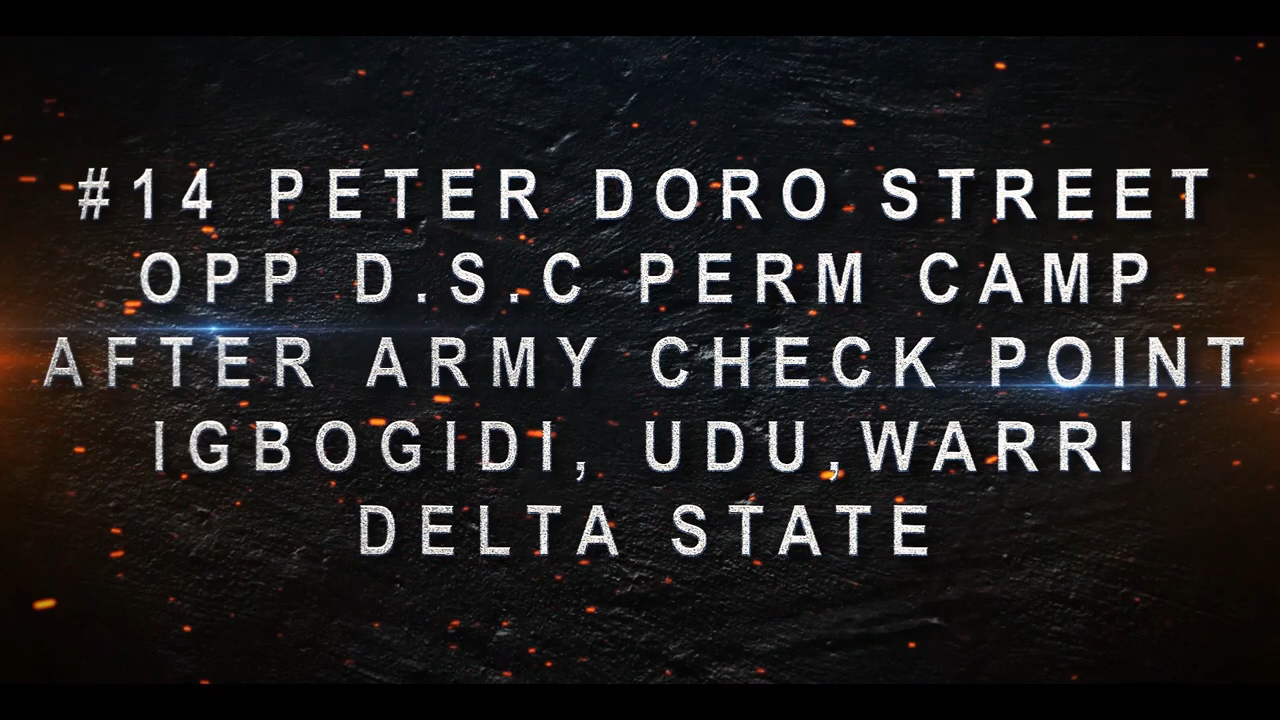 #14 PETER DORO STREET
OPP D.S.C PERM CAMP
AFTER ARMY CHECK POINT
IGBOGIDI, UDU,WARRI
DELTA STATE